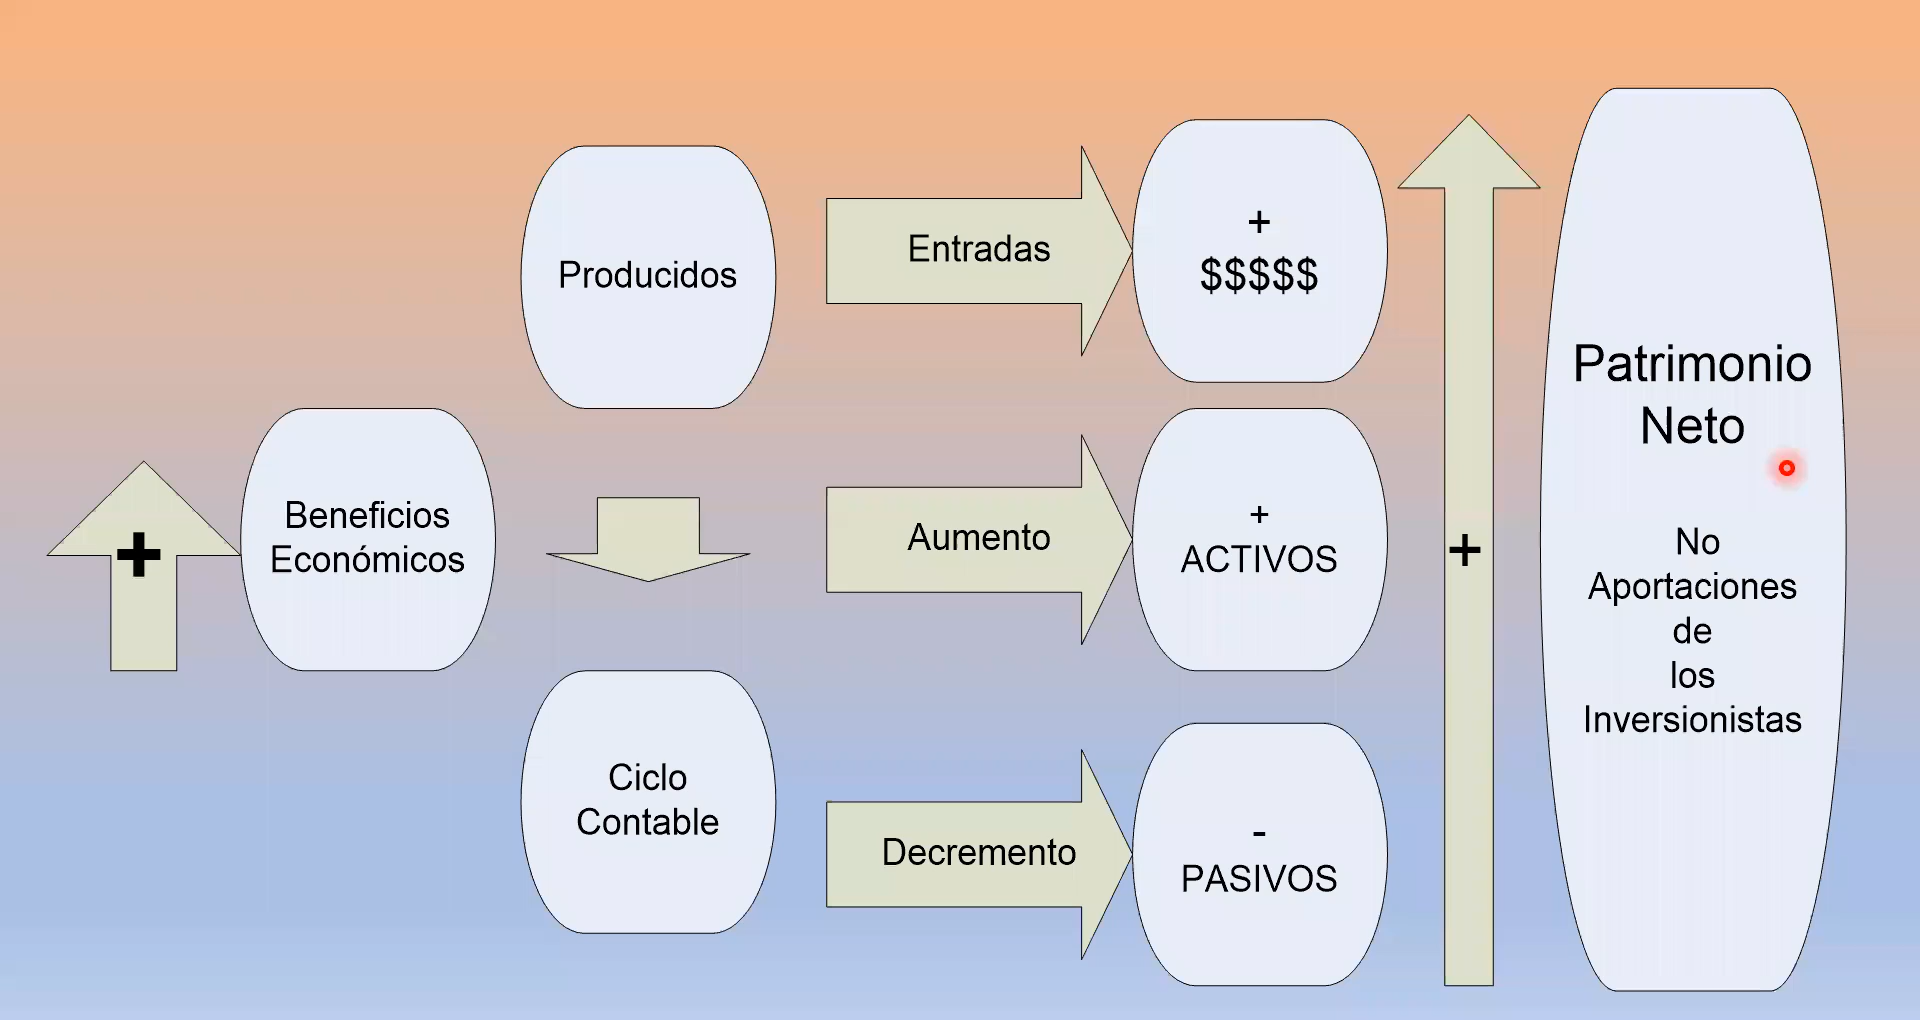 +
Beneficios
Económicos
Producidos
Ciclo
Contable
Entradas
+
$$$$$
Aumento
+
ACTIVOS
Decremento
-
PASIVOS
+
Patrimonio
Neto
No
Aportaciones
de
los
Inversionistas